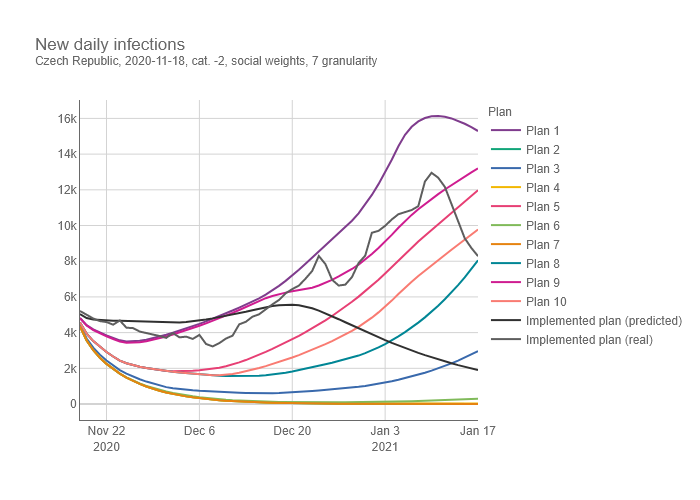 New daily infections
Czech Republic, 2020-11-18, cat. -2, social weights, 7 granularity
Plan
16k
14k
12k
10k
8k
6k
4k
2k
0
Nov 22
2020
Dec 6
Dec 20
Jan 3
2021
Jan 17
Plan 1
Plan 2
Plan 3
Plan 4
Plan 5
Plan 6
Plan 7
Plan 8
Plan 9
Plan 10
Implemented plan (predicted)
Implemented plan (real)